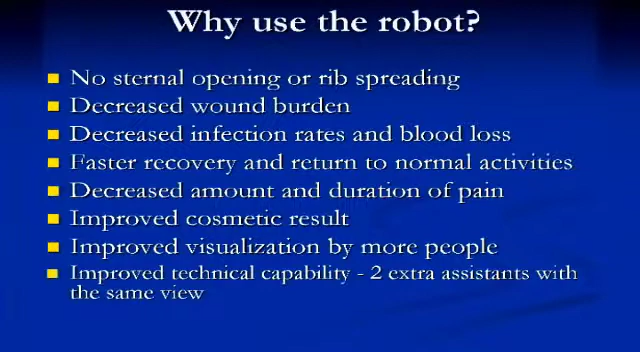 Why use the robot?
No sternal opening or rib spreading
Decreased wound burden
Decreased infection rates and blood loss
Faster recovery and return to normal activities
Decreased amount and duration of pain
Improved cosmetic result
Improved visualization by more people
Improved technical capability - 2 extra assistants with
the same view